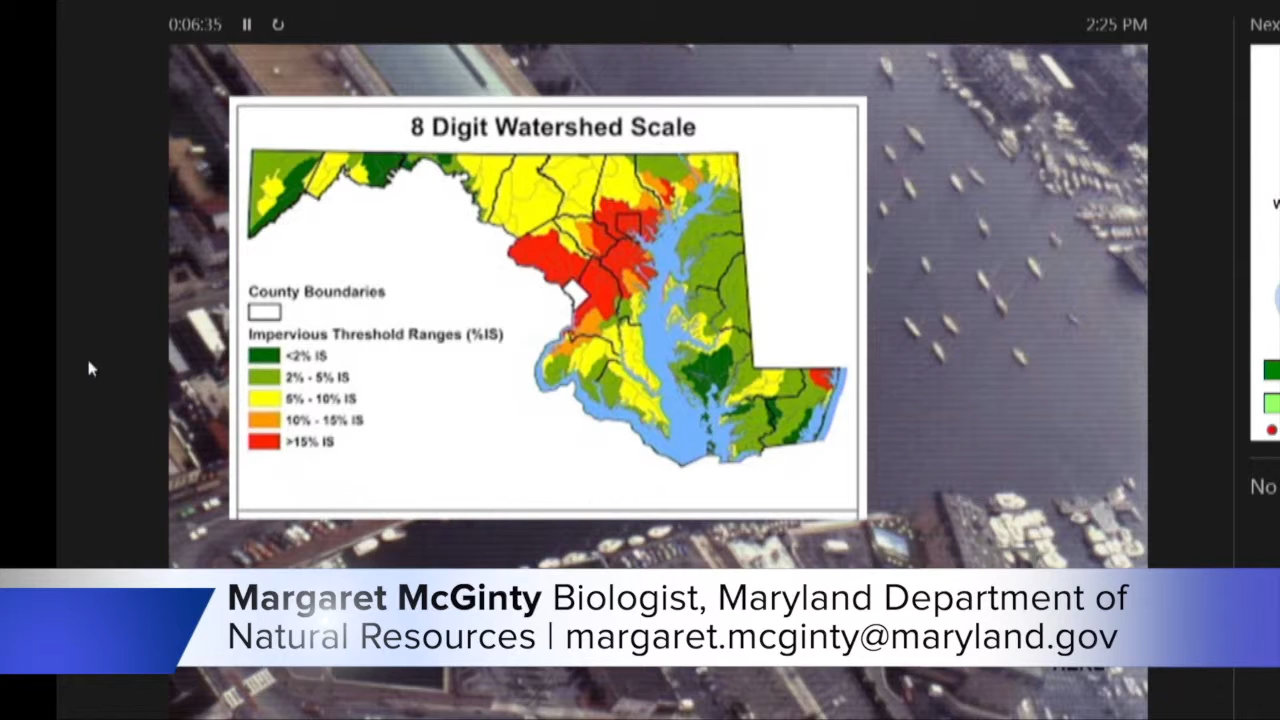 0:06:35
2:25 PM
8 Digit Watershed Scale
County Boundaries
Impervious Threshold Ranges (%IS)
<2% IS
2% - 5% IS
5% - 10% IS
10% - 15% IS
>15% IS
No
Margaret McGinty Biologist, Maryland Department of
Natural Resources | margaret.mcginty@maryland.gov